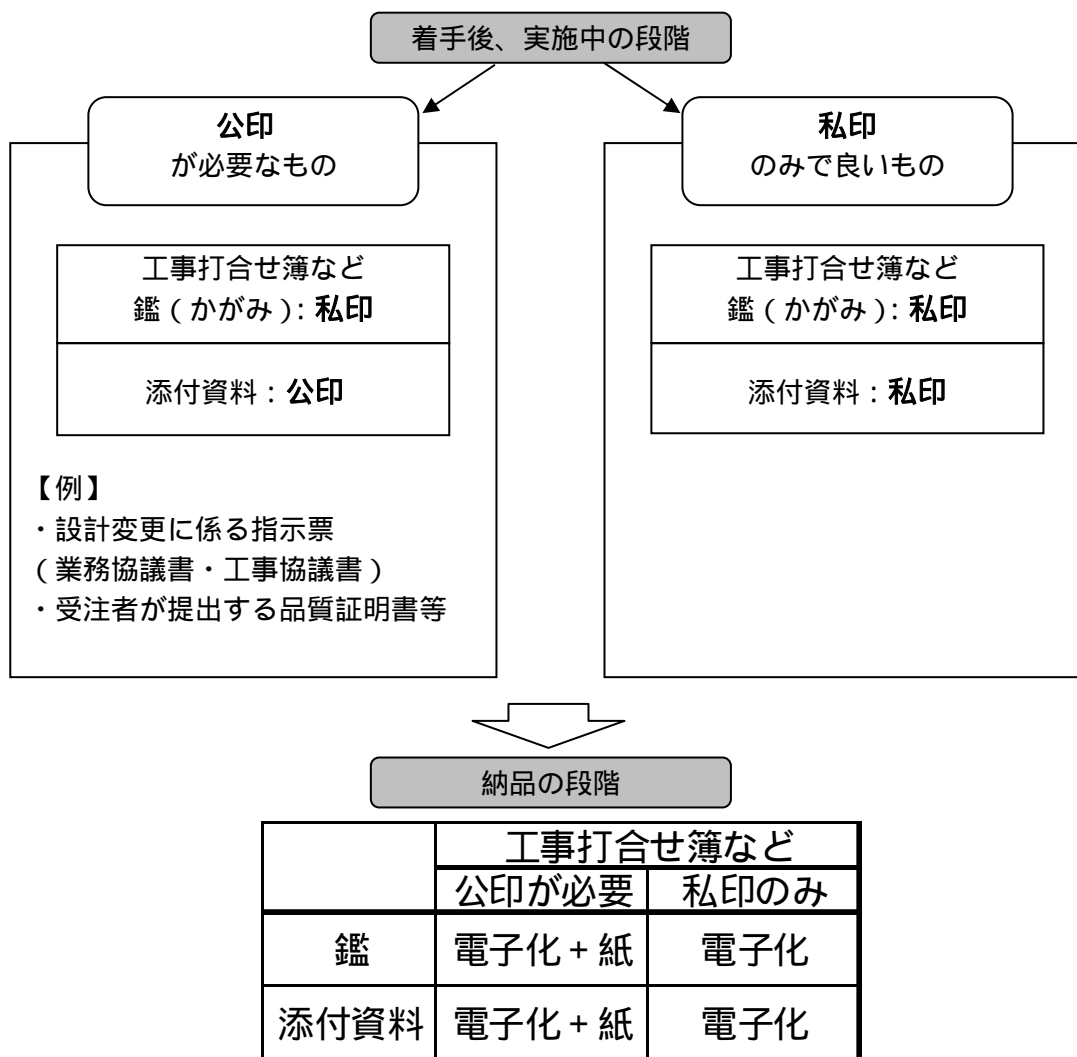 着手後、実施中の段階
公印
が必要なもの
工事打合せ簿など
鑑(かがみ):私印
添付資料:公印
【例】
・設計変更に係る指示票
(業務協議書・工事協議書)
・受注者が提出する品質証明書等
私印
のみで良いもの
工事打合せ簿など
鑑(かがみ):私印
添付資料:私印
納品の段階
工事打合せ簿など
公印が必要 私印のみ
鑑 電子化+紙 電子化
添付資料 電子化+紙 電子化